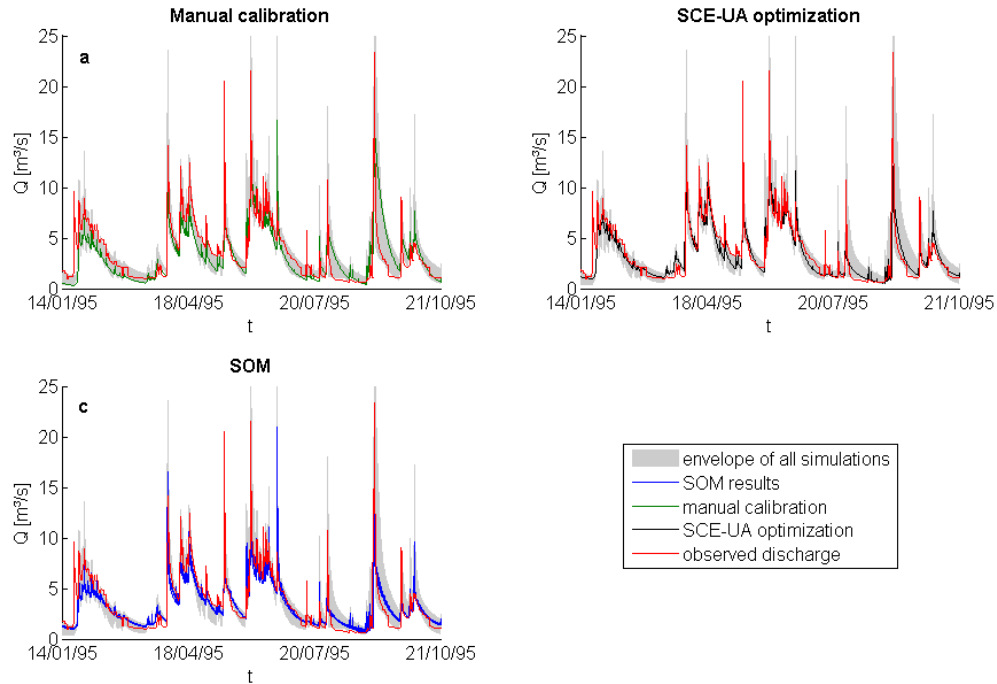 Manual calibration
a
Q [m³/s]
25
20
15
10
5
0
14/01/95
18/04/95
20/07/95
21/10/95
t
SCE-UA optimization
Q [m³/s]
25
20
15
10
5
0
14/01/95
18/04/95
20/07/95
21/10/95
t
SOM
c
Q [m³/s]
25
20
15
10
5
0
14/01/95
18/04/95
20/07/95
21/10/95
t
envelope of all simulations
SOM results
manual calibration
SCE-UA optimization
observed discharge